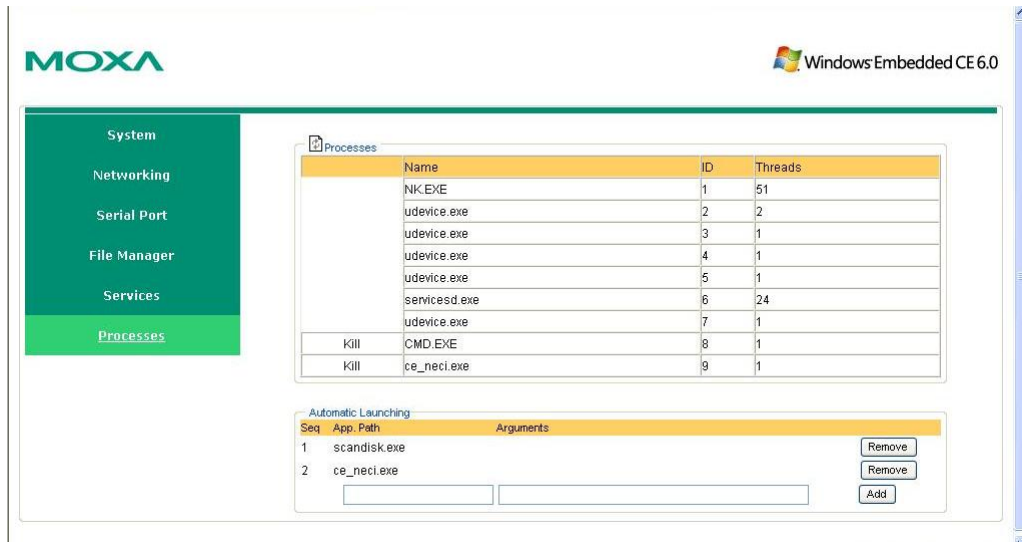 MOXA
Windows Embedded CE 6.0
System
Networking
Serial Port
File Manager
Services
Processes
Processes
Name ID Threads
NK.EXE 1 51
udevice.exe 2 2
udevice.exe 3 1
udevice.exe 4 1
udevice.exe 5 1
servicesd.exe 6 24
udevice.exe 7 1
Kill CMD.EXE 8 1
Kill ce_neci.exe 9 1
Automatic Launching
Seq App. Path Arguments
1 scandisk.exe Remove
2 ce_neci.exe Remove
Add